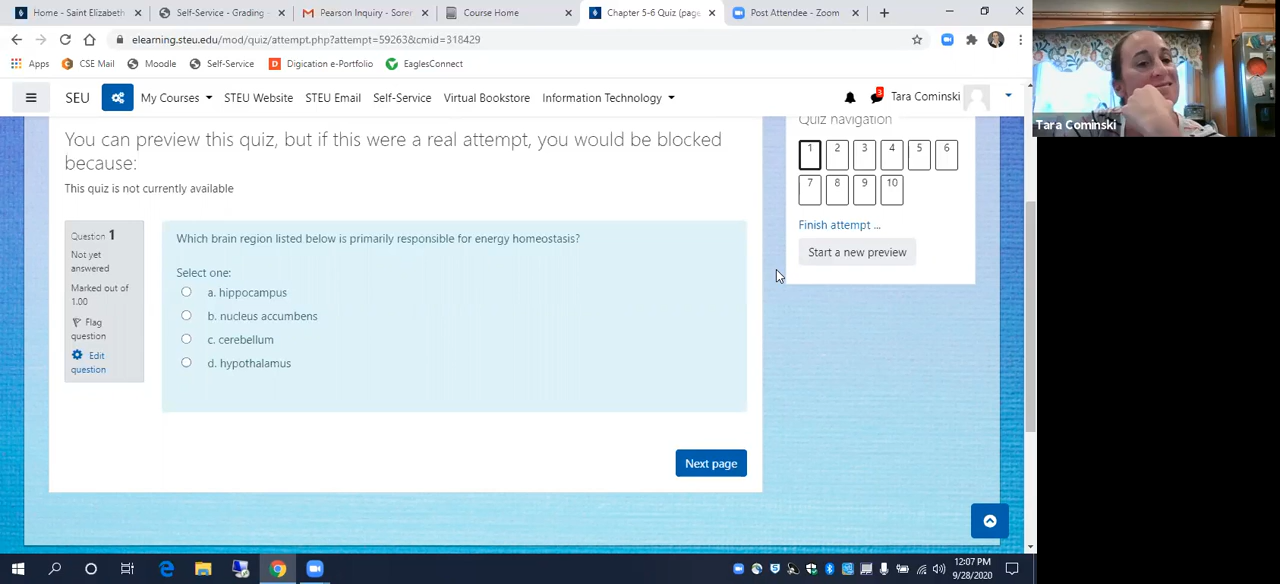 Home - Saint Elizabeth
Self-Service - Grading -
Pearson Inquiry - Sorer
Course Home
Chapter 5-6 Quiz (page
Post Attendee - Zoom
elearning.steu.edu/mod/quiz/attempt.php?attempt=59263&cmid=318429
Apps
CSE Mail
Moodle
Self-Service
Digication e-Portfolio
EaglesConnect
SEU
My Courses
STEU Website
STEU Email
Self-Service
Virtual Bookstore
Information Technology
3
Tara Cominski
Tara Cominski
You can preview this quiz, but if this were a real attempt, you would be blocked
because:
This quiz is not currently available
Question 1
Not yet
answered
Marked out of
1.00
Flag
question
Edit
question
Which brain region listed below is primarily responsible for energy homeostasis?
Select one:
a. hippocampus
b. nucleus accumbens
c. cerebellum
d. hypothalamus
Next page
Quiz navigation
1 2 3 4 5 6
7 8 9 10
Finish attempt ...
Start a new preview
12:07 PM
9/28/2020